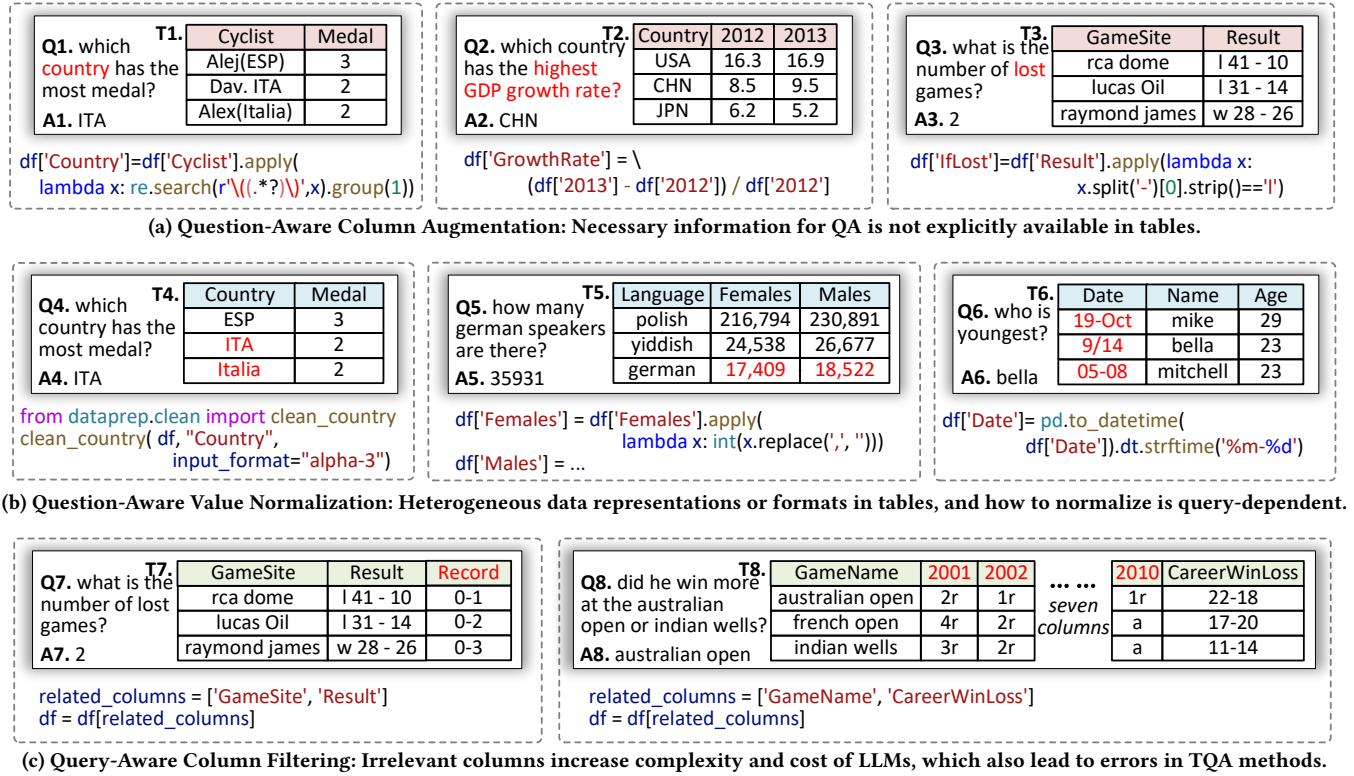 Q1. which
country has the
most medal?
A1. ITA
T1.
Cyclist Medal
Alej(ESP) 3
Dav. ITA 2
Alex(Italia) 2
df['Country']=df['Cyclist'].apply(
lambda x: re.search(r'\((.*?)\)',x).group(1))
Q2. which country
has the highest
GDP growth rate?
A2. CHN
T2.
Country 2012 2013
USA 16.3 16.9
CHN 8.5 9.5
JPN 6.2 5.2
df['GrowthRate'] = \
(df['2013'] - df['2012']) / df['2012']
Q3. what is the
number of lost
games?
A3. 2
T3.
GameSite Result
rca dome l 41 - 10
lucas Oil l 31 - 14
raymond james w 28 - 26
df['IfLost']=df['Result'].apply(lambda x:
x.split('-')[0].strip()=='l')
(a) Question-Aware Column Augmentation: Necessary information for QA is not explicitly available in tables.
Q4. which
country has the
most medal?
A4. ITA
T4.
Country Medal
ESP 3
ITA 2
Italia 2
from dataprep.clean import clean_country
clean_country( df, "Country",
input_format="alpha-3")
Q5. how many
german speakers
are there?
A5. 35931
T5.
Language Females Males
polish 216,794 230,891
yiddish 24,538 26,677
german 17,409 18,522
df['Females'] = df['Females'].apply(
lambda x: int(x.replace(',', '')))
df['Males'] = ...
Q6. who is
youngest?
A6. bella
T6.
Date Name Age
19-Oct mike 29
9/14 bella 23
05-08 mitchell 23
df['Date']= pd.to_datetime(
df['Date']).dt.strftime('%m-%d')
(b) Question-Aware Value Normalization: Heterogeneous data representations or formats in tables, and how to normalize is query-dependent.
Q7. what is the
number of lost
games?
A7. 2
T7.
GameSite Result Record
rca dome l 41 - 10 0-1
lucas Oil l 31 - 14 0-2
raymond james w 28 - 26 0-3
related_columns = ['GameSite', 'Result']
df = df[related_columns]
Q8. did he win more
at the australian
open or indian wells?
A8. australian open
T8.
GameName 2001 2002 ... ... 2010 CareerWinLoss
australian open 2r 1r seven 1r 22-18
french open 4r 2r columns a 17-20
indian wells 3r 2r a 11-14
related_columns = ['GameName', 'CareerWinLoss']
df = df[related_columns]
(c) Query-Aware Column Filtering: Irrelevant columns increase complexity and cost of LLMs, which also lead to errors in TQA methods.